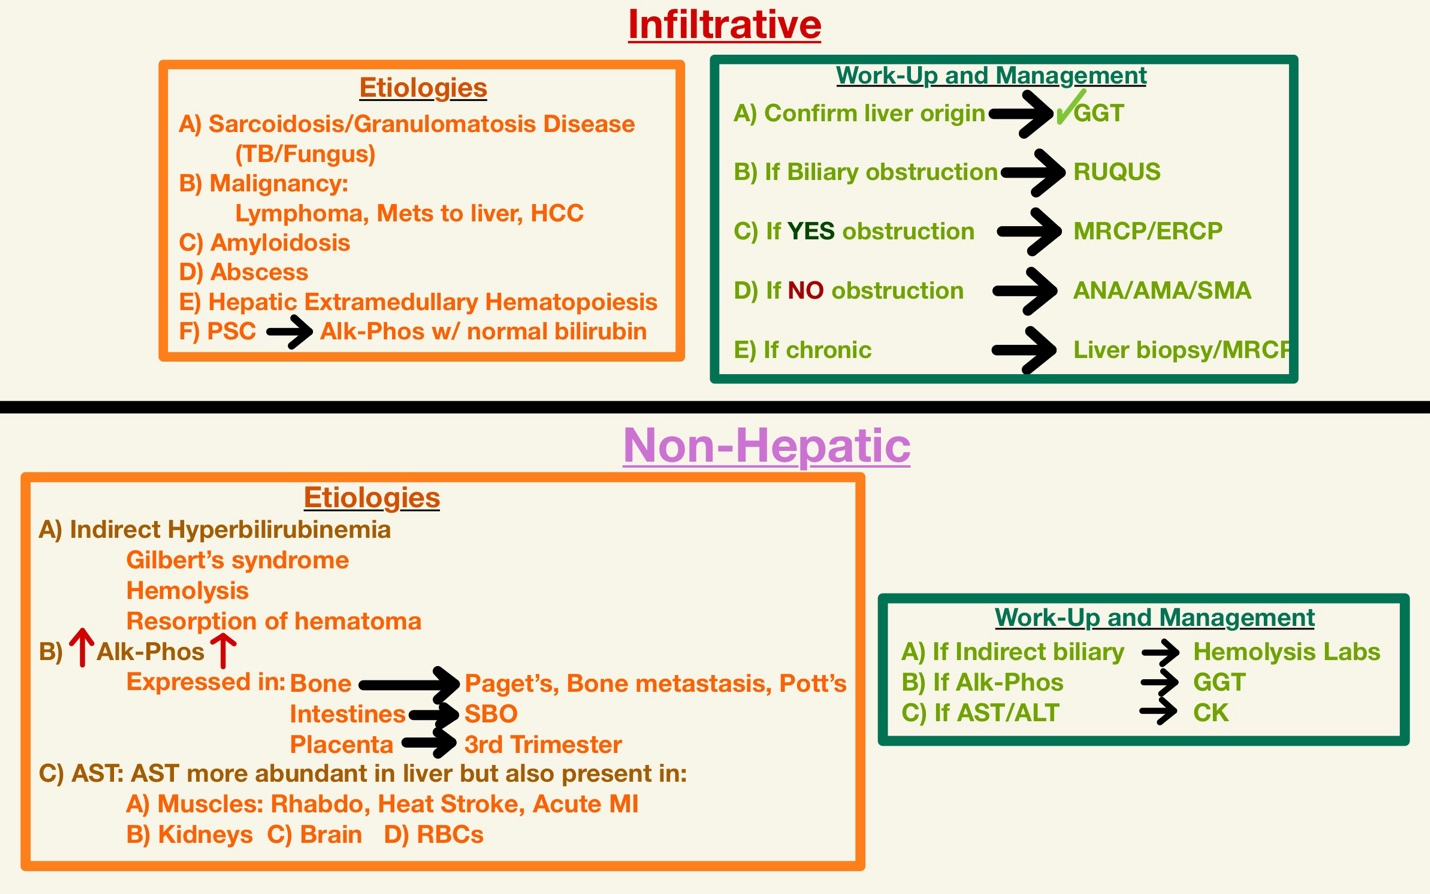 Infiltrative
Etiologies
A) Sarcoidosis/Granulomatosis Disease
(TB/Fungus)
B) Malignancy:
Lymphoma, Mets to liver, HCC
C) Amyloidosis
D) Abscess
E) Hepatic Extramedullary Hematopoiesis
F) PSC Alk-Phos w/ normal bilirubin
Work-Up and Management
A) Confirm liver origin GGT
B) If Biliary obstruction RUQUS
C) If YES obstruction MRCP/ERCP
D) If NO obstruction ANA/AMA/SMA
E) If chronic Liver biopsy/MRCP
Non-Hepatic
Etiologies
A) Indirect Hyperbilirubinemia
Gilbert's syndrome
Hemolysis
Resorption of hematoma
B) Alk-Phos
Expressed in: Bone Paget's, Bone metastasis, Pott's
Intestines SBO
Placenta 3rd Trimester
C) AST: AST more abundant in liver but also present in:
A) Muscles: Rhabdo, Heat Stroke, Acute MI
B) Kidneys C) Brain D) RBCs
Work-Up and Management
A) If Indirect biliary Hemolysis Labs
B) If Alk-Phos GGT
C) If AST/ALT CK